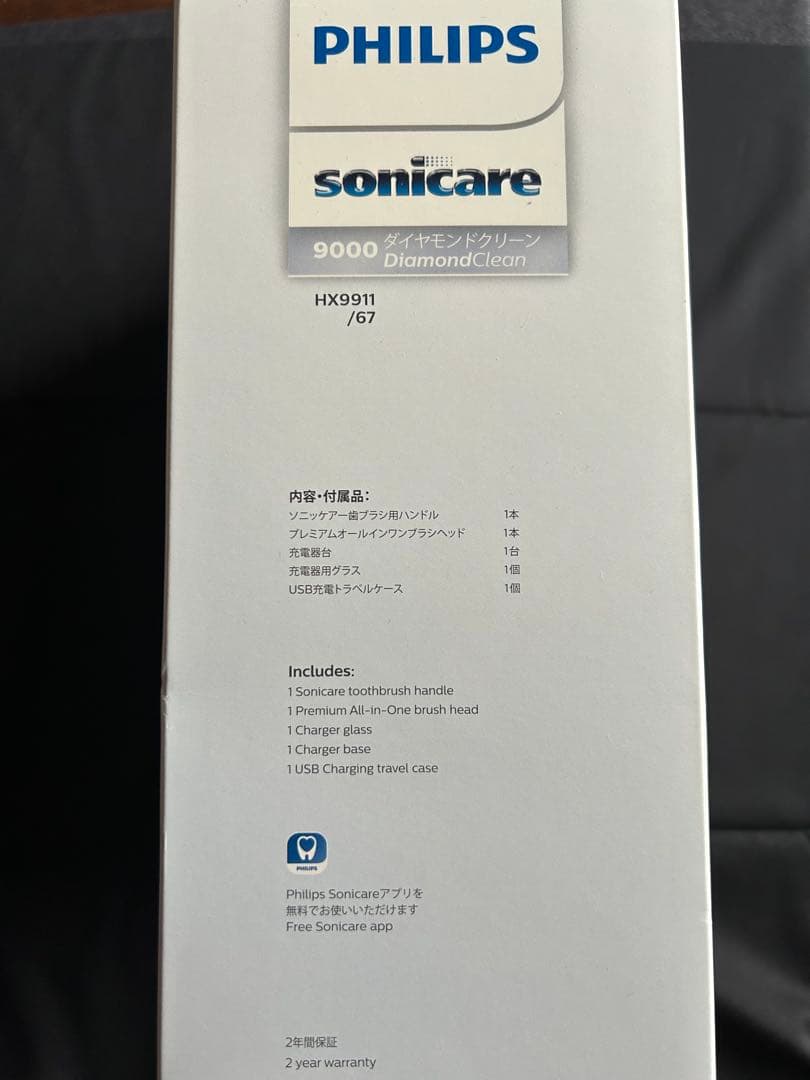 PHILIPS
sonicare
9000 ダイヤモンドクリーン
DiamondClean
HX9911
/67
内容・付属品:
ソニッケアー歯ブラシ用ハンドル 1本
プレミアムオールインワンブラシヘッド 1本
充電器台 1台
充電器用グラス 1個
USB充電トラベルケース 1個
Includes:
1 Sonicare toothbrush handle
1 Premium All-in-One brush head
1 Charger glass
1 Charger base
1 USB Charging travel case
PHILIPS
Philips Sonicareアプリを
無料でお使いいただけます
Free Sonicare app
2年間保証
2 year warranty